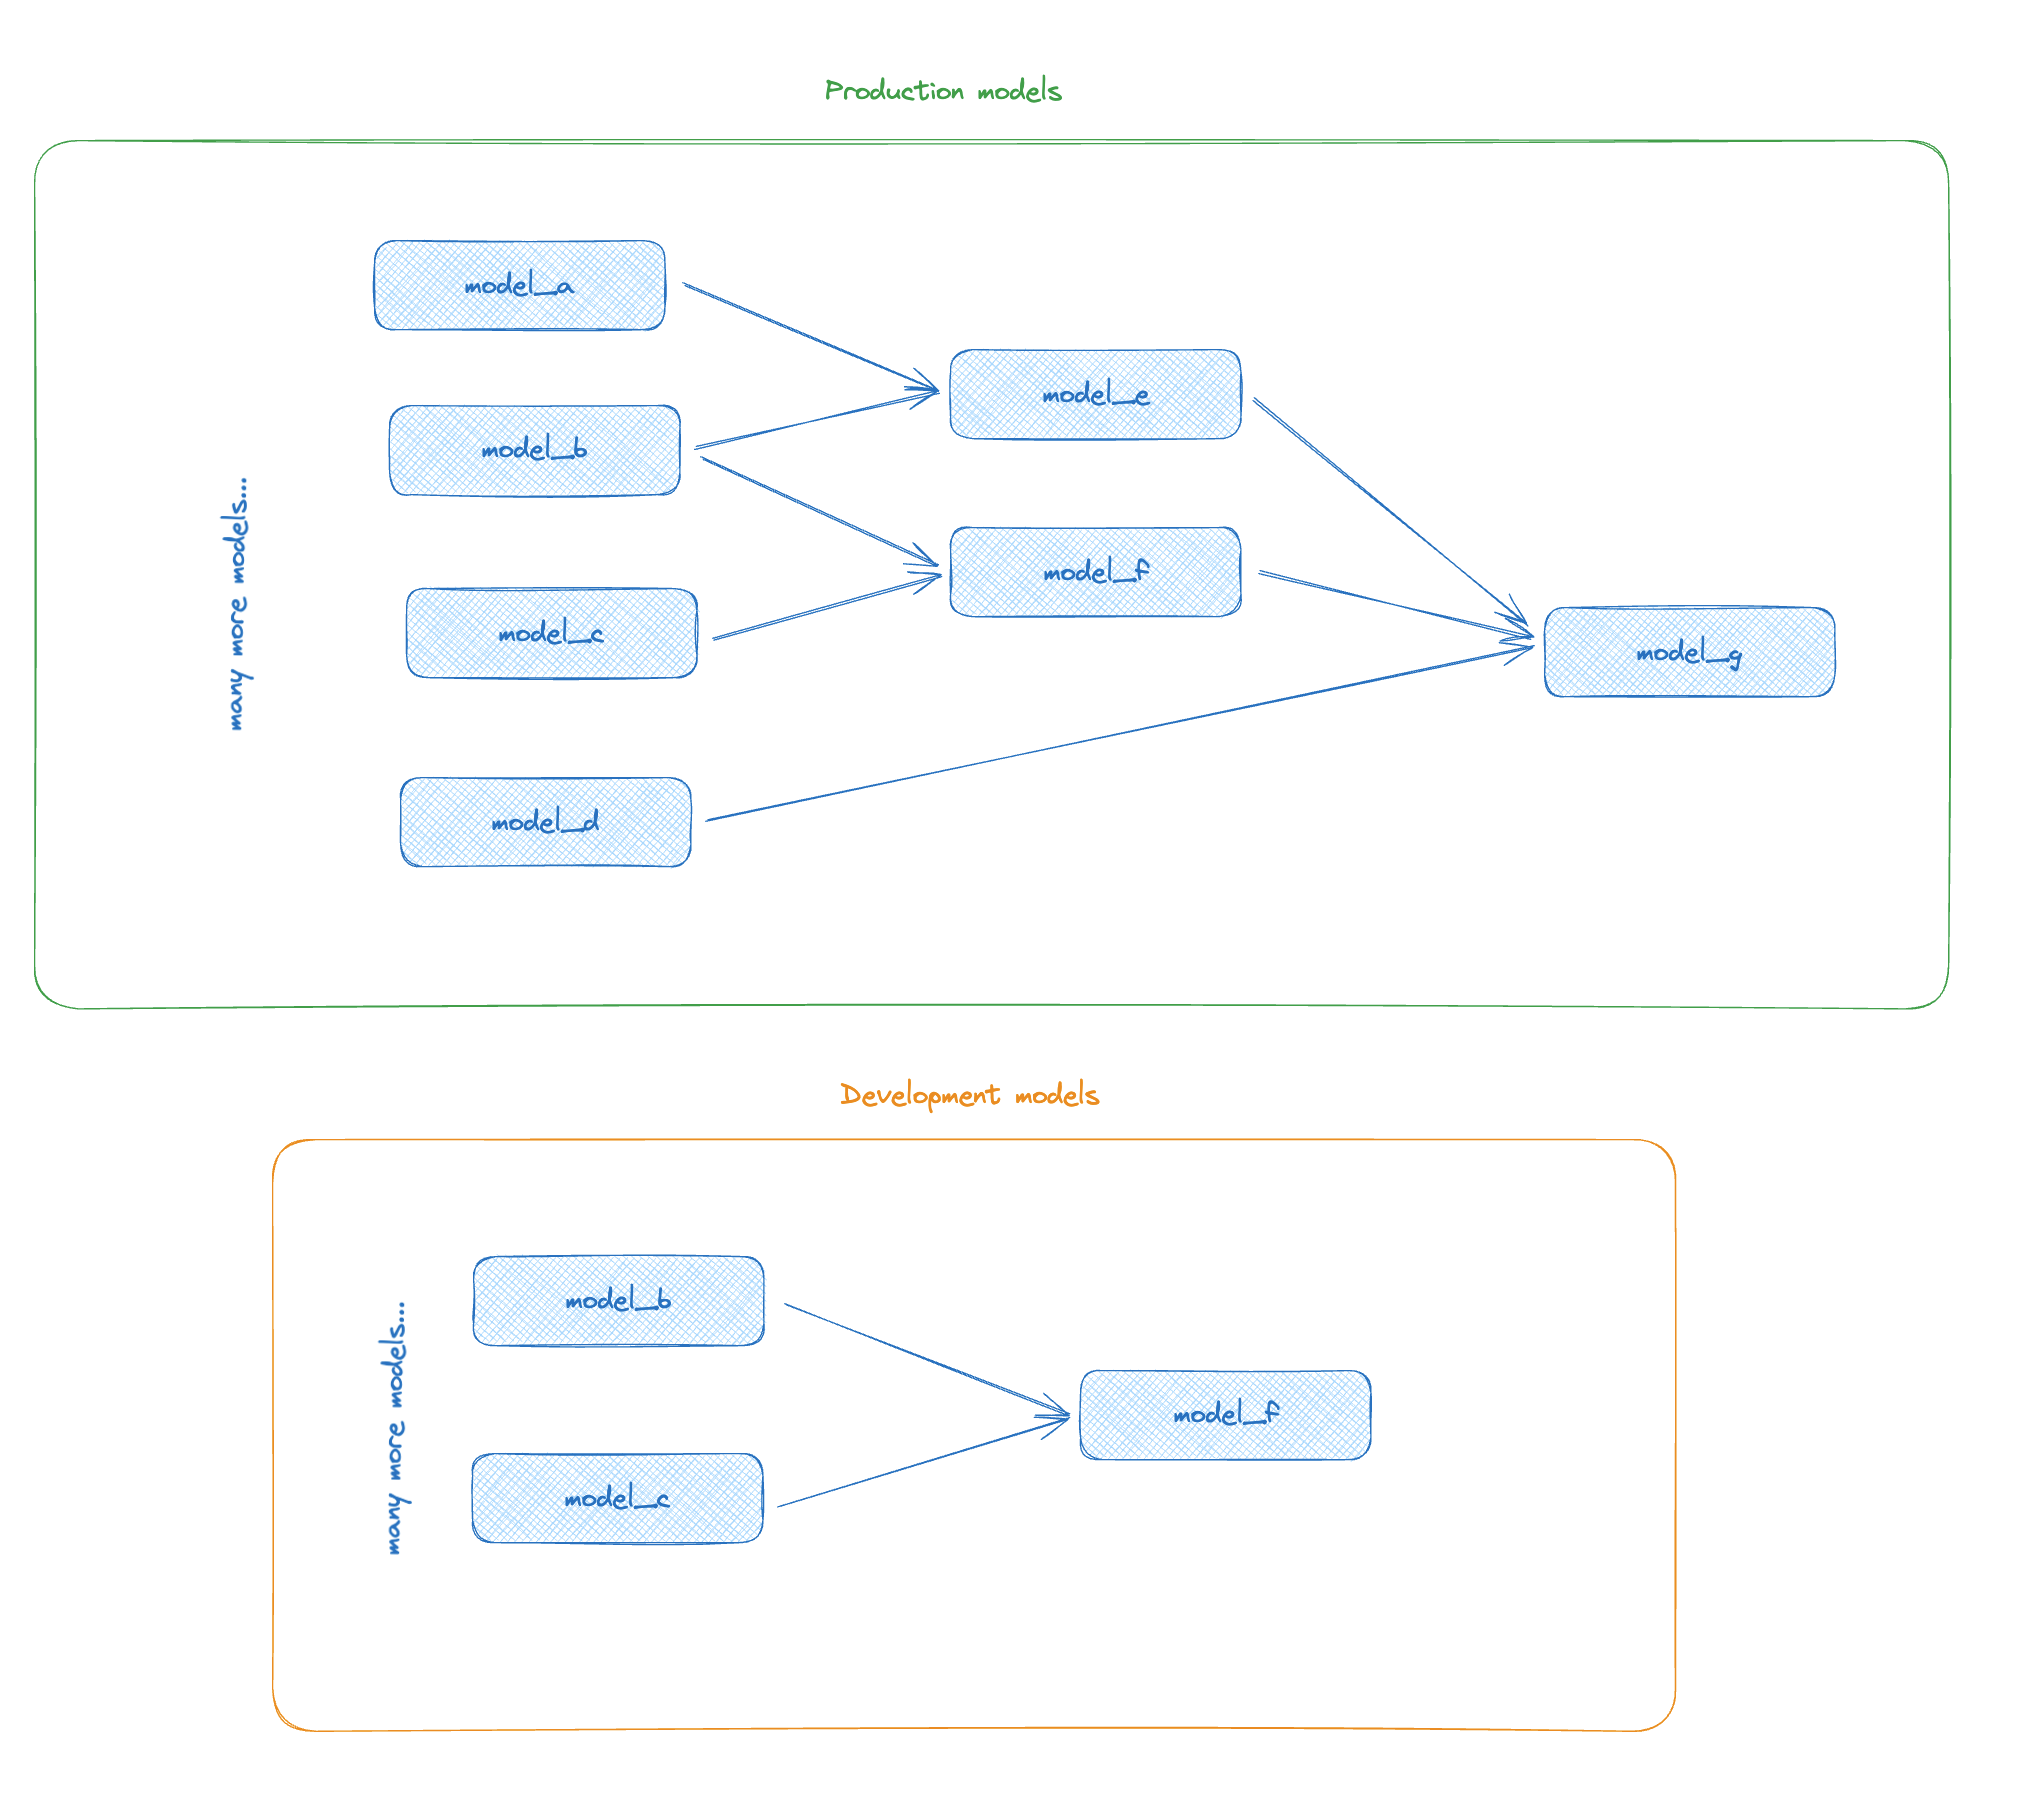 Production models
model_a
model_b
model_c
model_d
many more models...
model_e
model_f
model_g
Development models
many more models...
model_b
model_c
model_f